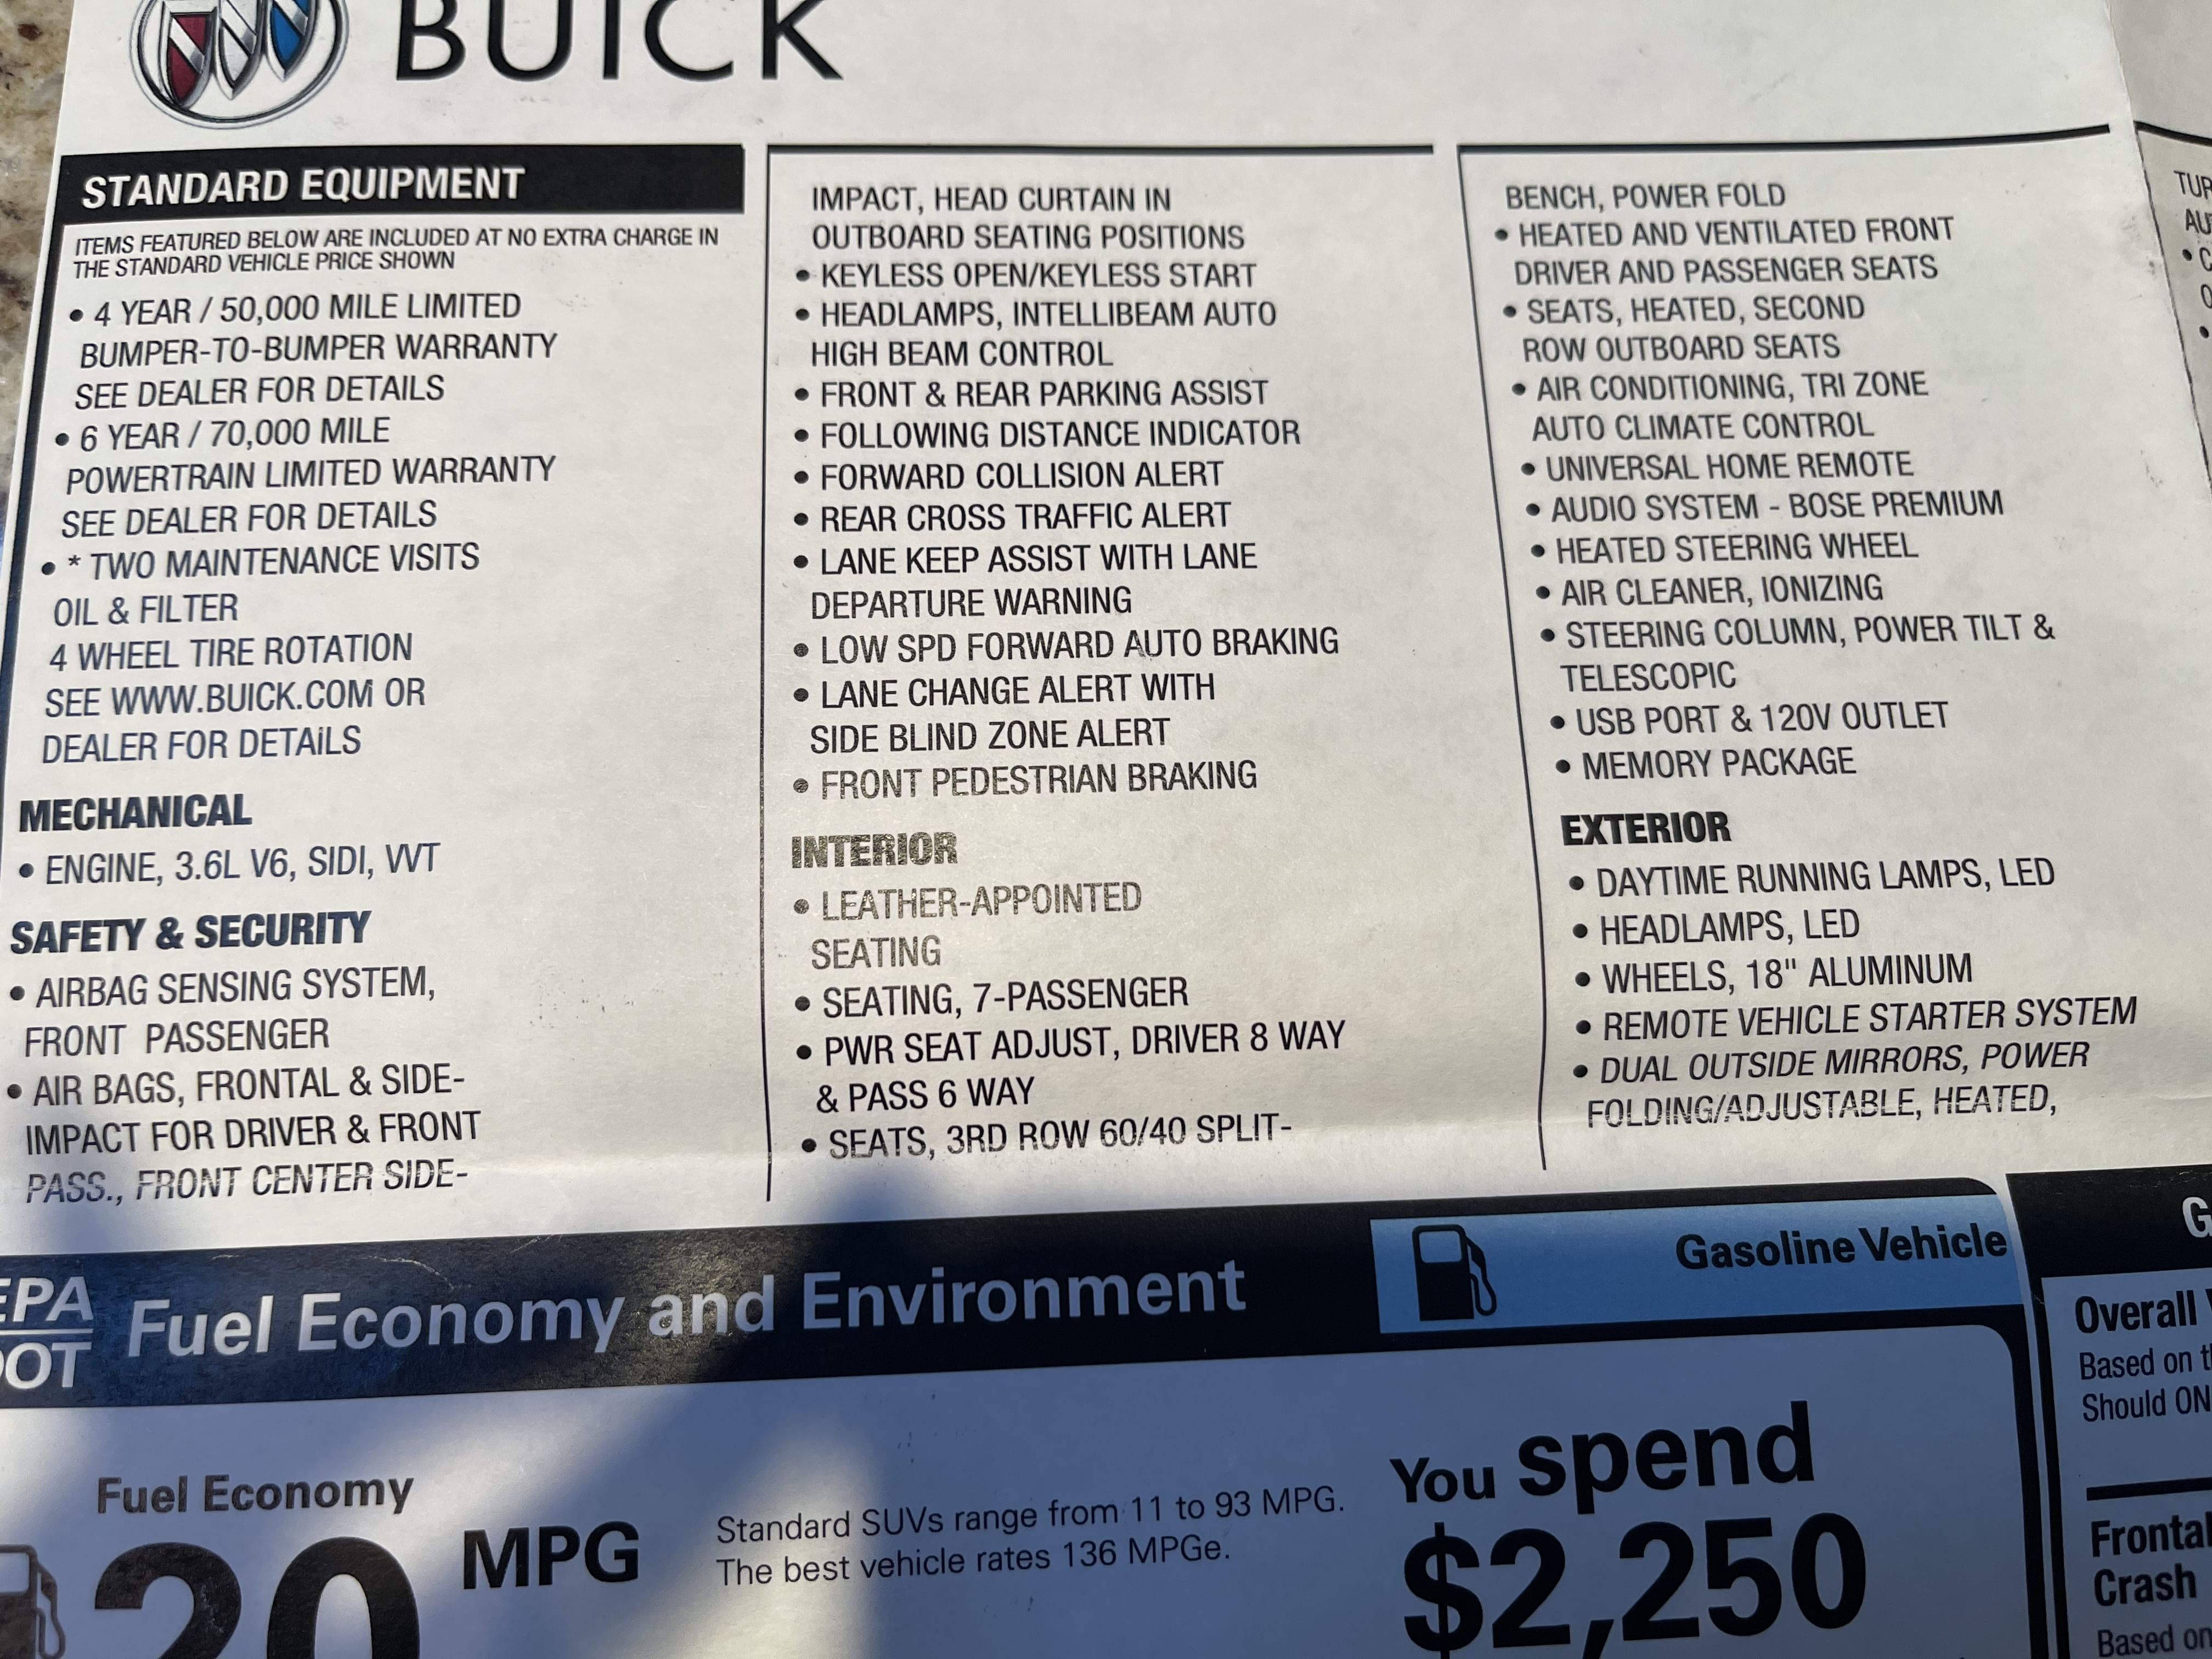 BUICK
STANDARD EQUIPMENT
ITEMS FEATURED BELOW ARE INCLUDED AT NO EXTRA CHARGE IN
THE STANDARD VEHICLE PRICE SHOWN
• 4 YEAR / 50,000 MILE LIMITED
BUMPER-TO-BUMPER WARRANTY
SEE DEALER FOR DETAILS
• 6 YEAR / 70,000 MILE
POWERTRAIN LIMITED WARRANTY
SEE DEALER FOR DETAILS
• * TWO MAINTENANCE VISITS
OIL & FILTER
4 WHEEL TIRE ROTATION
SEE WWW.BUICK.COM OR
DEALER FOR DETAILS
MECHANICAL
• ENGINE, 3.6L V6, SIDI, VVT
SAFETY & SECURITY
• AIRBAG SENSING SYSTEM,
FRONT PASSENGER
• AIR BAGS, FRONTAL & SIDE-
IMPACT FOR DRIVER & FRONT
PASS., FRONT CENTER SIDE-
IMPACT, HEAD CURTAIN IN
OUTBOARD SEATING POSITIONS
• KEYLESS OPEN/KEYLESS START
• HEADLAMPS, INTELLIBEAM AUTO
HIGH BEAM CONTROL
• FRONT & REAR PARKING ASSIST
• FOLLOWING DISTANCE INDICATOR
• FORWARD COLLISION ALERT
• REAR CROSS TRAFFIC ALERT
• LANE KEEP ASSIST WITH LANE
DEPARTURE WARNING
• LOW SPD FORWARD AUTO BRAKING
• LANE CHANGE ALERT WITH
SIDE BLIND ZONE ALERT
• FRONT PEDESTRIAN BRAKING
INTERIOR
• LEATHER-APPOINTED
SEATING
• SEATING, 7-PASSENGER
• PWR SEAT ADJUST, DRIVER 8 WAY
& PASS 6 WAY
• SEATS, 3RD ROW 60/40 SPLIT-
BENCH, POWER FOLD
• HEATED AND VENTILATED FRONT
DRIVER AND PASSENGER SEATS
• SEATS, HEATED, SECOND
ROW OUTBOARD SEATS
• AIR CONDITIONING, TRI ZONE
AUTO CLIMATE CONTROL
• UNIVERSAL HOME REMOTE
• AUDIO SYSTEM - BOSE PREMIUM
• HEATED STEERING WHEEL
• AIR CLEANER, IONIZING
• STEERING COLUMN, POWER TILT &
TELESCOPIC
• USB PORT & 120V OUTLET
• MEMORY PACKAGE
EXTERIOR
• DAYTIME RUNNING LAMPS, LED
• HEADLAMPS, LED
• WHEELS, 18" ALUMINUM
• REMOTE VEHICLE STARTER SYSTEM
• DUAL OUTSIDE MIRRORS, POWER
FOLDING/ADJUSTABLE, HEATED,
EPA
DOT
Fuel Economy and Environment
Gasoline Vehicle
Fuel Economy
20 MPG
Standard SUVs range from 11 to 93 MPG.
The best vehicle rates 136 MPGe.
You spend
$2,250
Overall
Based on
Should ON
Frontal
Crash
Based on